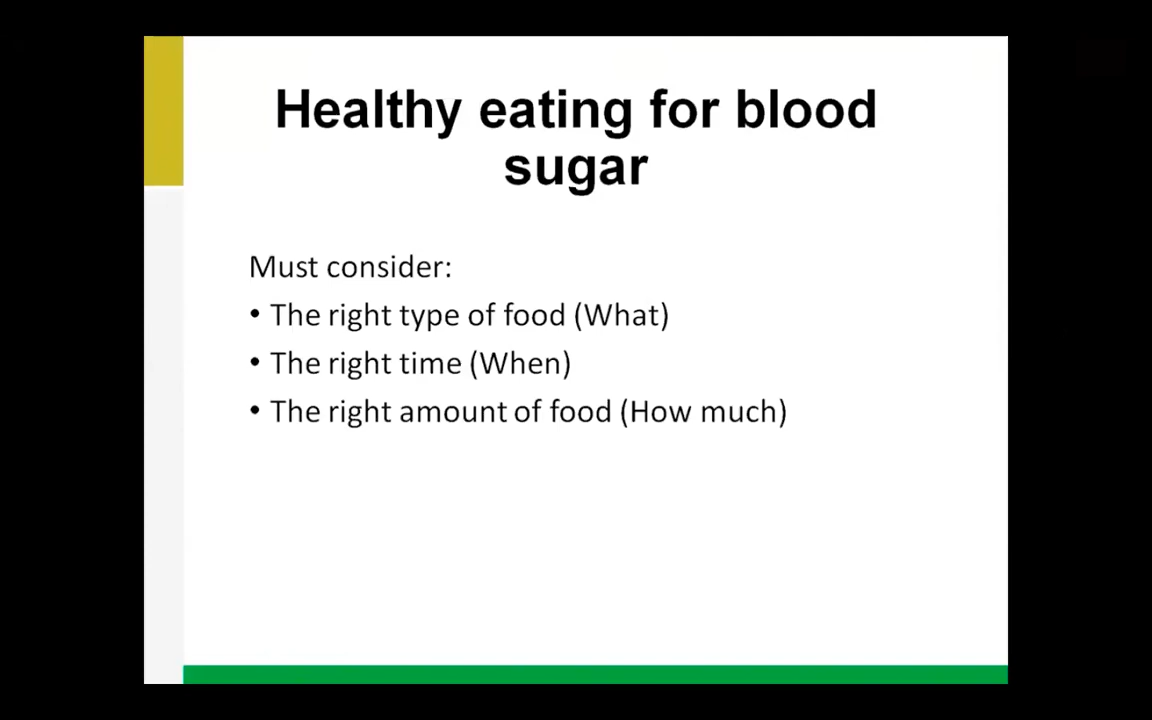 Healthy eating for blood
sugar
Must consider:
• The right type of food (What)
• The right time (When)
• The right amount of food (How much)